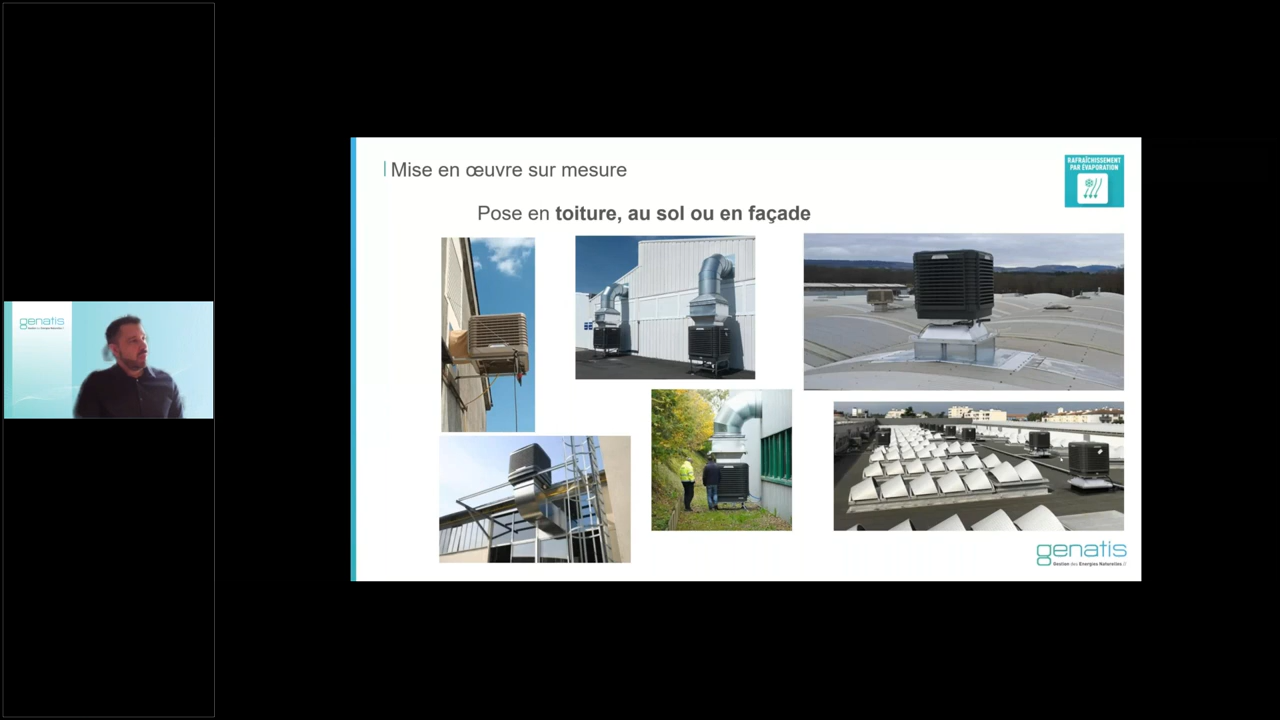 genatis
Mise en œuvre sur mesure
RAFRAÎCHISSEMENT
PAR ÉVAPORATION
Pose en toiture, au sol ou en façade
genatis
Gestion des Energies Naturelles